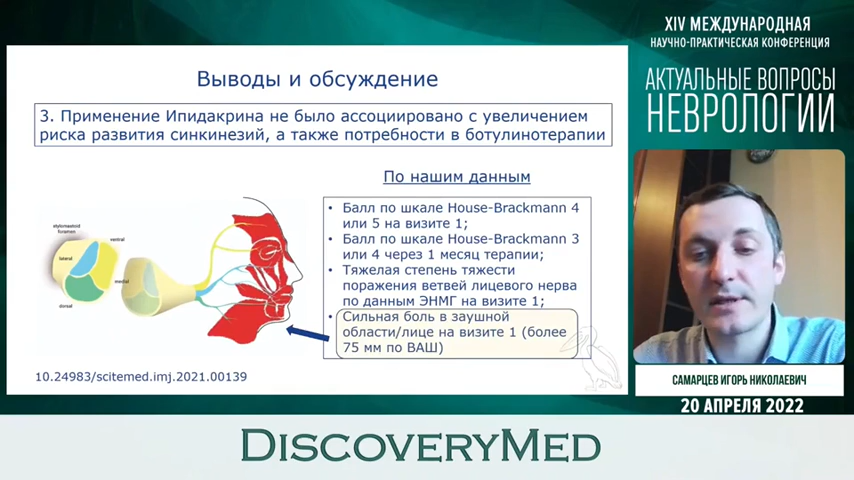 XIV МЕЖДУНАРОДНАЯ
НАУЧНО-ПРАКТИЧЕСКАЯ КОНФЕРЕНЦИЯ
АКТУАЛЬНЫЕ ВОПРОСЫ
НЕВРОЛОГИИ
Выводы и обсуждение
3. Применение Ипидакрина не было ассоциировано с увеличением
риска развития синкинезий, а также потребности в ботулинотерапии
По нашим данным
• Балл по шкале House-Brackmann 4
или 5 на визите 1;
• Балл по шкале House-Brackmann 3
или 4 через 1 месяц терапии;
• Тяжелая степень тяжести
поражения ветвей лицевого нерва
по данным ЭНМГ на визите 1;
• Сильная боль в заушной
области/лице на визите 1 (более
75 мм по ВАШ)
stylomastoid
foramen
ventral
lateral
medial
dorsal
10.24983/scitemed.imj.2021.00139
САМАРЦЕВ ИГОРЬ НИКОЛАЕВИЧ
20 АПРЕЛЯ 2022
DISCOVERYMED